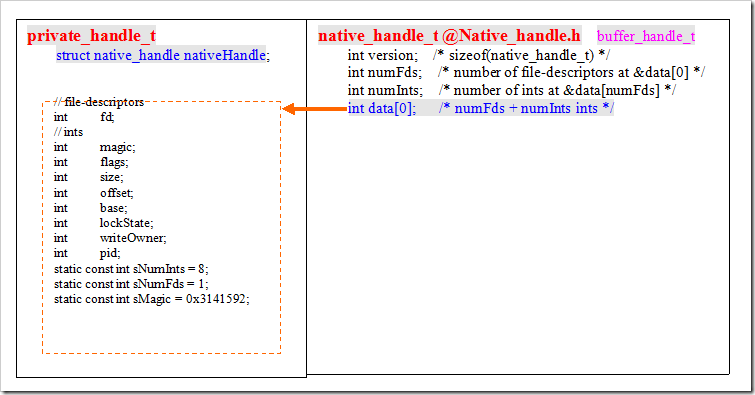 private_handle_t
struct native_handle nativeHandle;
// file-descriptors
int fd;
// ints
int magic;
int flags;
int size;
int offset;
int base;
int lockState;
int writeOwner;
int pid;
static const int sNumInts = 8;
static const int sNumFds = 1;
static const int sMagic = 0x3141592;
native_handle_t @Native_handle.h buffer_handle_t
int version; /* sizeof(native_handle_t) */
int numFds; /* number of file-descriptors at &data[0] */
int numInts; /* number of ints at &data[numFds] */
int data[0]; /* numFds + numInts ints */